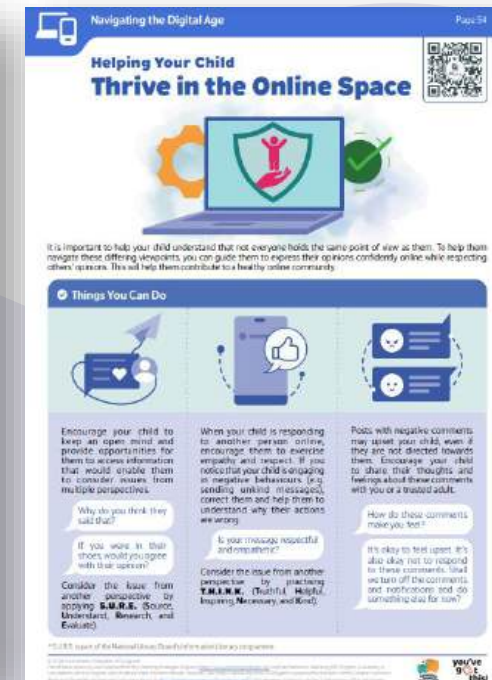 Navigating the Digital Age
Page 54
Helping Your Child
Thrive in the Online Space
It is important to help your child understand that not everyone holds the same point of view as them. To help them
navigate these differing viewpoints, you can guide them to express their opinions confidently online while respecting
others' opinions. This will help them contribute to a healthy online community.
Things You Can Do
Encourage your child to
keep an open mind and
provide opportunities for
them to access information
that would enable them
to consider issues from
multiple perspectives.
Why do you think they
said that?
If you were in their
shoes, would you agree
with their opinion?
Consider the issue from
another perspective by
applying S.U.R.E. (Source,
Understand, Research, and
Evaluate).
When your child is responding
to another person online,
encourage them to exercise
empathy and respect. If you
notice that your child is engaging
in negative behaviours (e.g.
sending unkind messages),
correct them and help them to
understand why their actions
are wrong.
Is your message respectful
and empathetic?
Consider the issue from another
perspective by practising
T.H.I.N.K. (Truthful, Helpful,
Inspiring, Necessary, and Kind).
Posts with negative comments
may upset your child, even if
they are not directed towards
them. Encourage your child
to share their thoughts and
feelings about these comments
with you or a trusted adult.
How do these comments
make you feel?
It's okay to feel upset. It's
also okay not to respond
to these comments. Shall
we turn off the comments
and notifications and do
something else for now?
*S.U.R.E. is part of the National Library Board's Information Literacy programme.
you've
got
this!